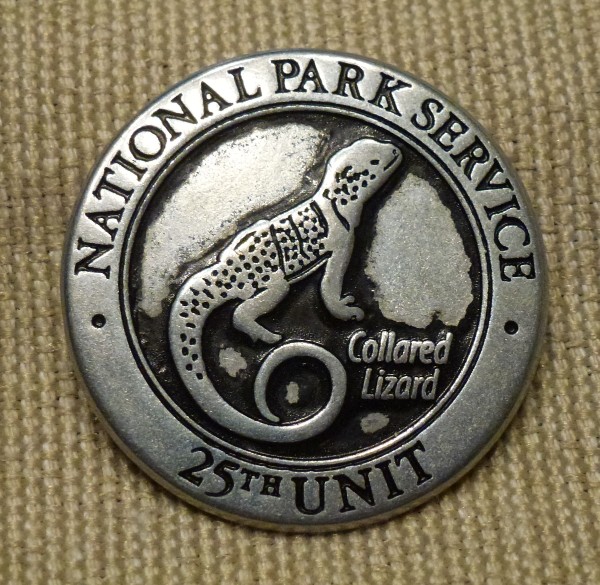 NATIONAL PARK SERVICE
Collared
Lizard
25TH UNIT